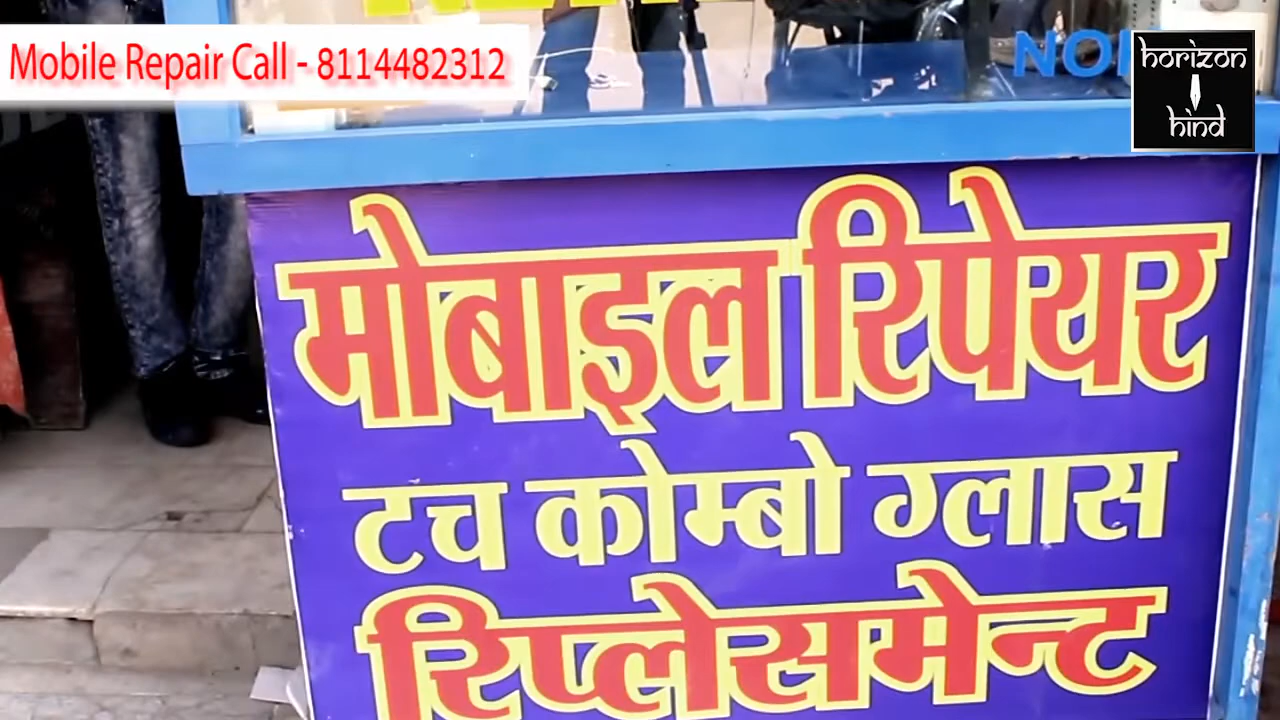 Mobile Repair Call - 8114482312
horizon
hind
मोबाइल रिपेयर
टच कोम्बो ग्लास
रिप्लेसमेन्ट